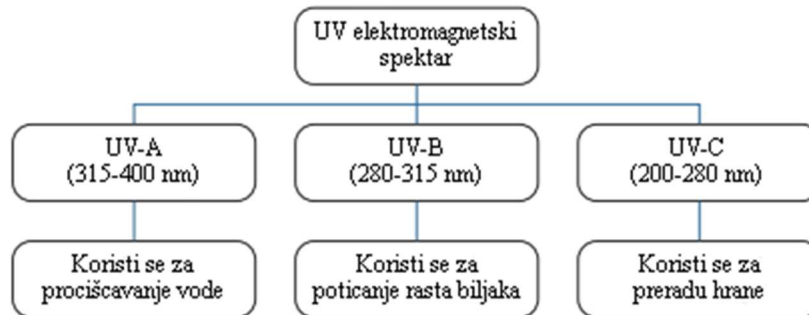 UV elektromagnetski
spektar
UV-A
(315-400 nm)
UV-B
(280-315 nm)
UV-C
(200-280 nm)
Koristi se za
procišcavanje vode
Koristi se za
poticanje rasta biljaka
Koristi se za
preradu hrane